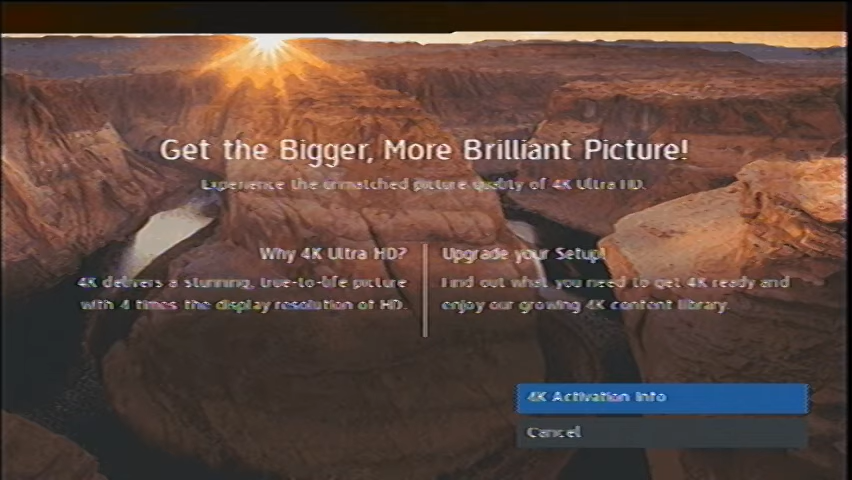 Get the Bigger, More Brilliant Picture!
Experience the unmatched picture quality of 4K Ultra HD.
Why 4K Ultra HD?
4K delivers a stunning, true-to-life picture
with 4 times the display resolution of HD.
Upgrade your Setup!
Find out what you need to get 4K ready and
enjoy our growing 4K content library.
4K Activation Info
Cancel